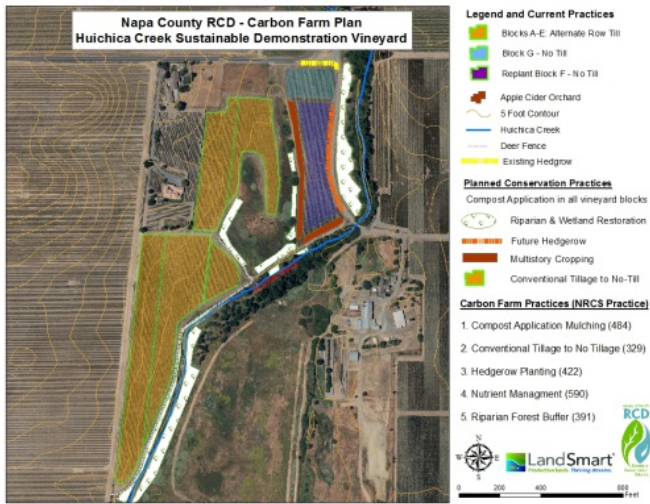 Napa County RCD - Carbon Farm Plan
Huichica Creek Sustainable Demonstration Vineyard
Legend and Current Practices
Blocks A-E: Alternate Row Till
Block G - No Till
Replant Block F - No Till
Apple Cider Orchard
5 Foot Contour
Huichica Creek
Deer Fence
Existing Hedgrow
Planned Conservation Practices
Compost Application in all vineyard blocks
Riparian & Wetland Restoration
Future Hedgerow
Multistory Cropping
Conventional Tillage to No-Till
Carbon Farm Practices (NRCS Practice)
1. Compost Application Mulching (484)
2. Conventional Tillage to No Tillage (329)
3. Hedgerow Planting (422)
4. Nutrient Managment (590)
5. Riparian Forest Buffer (391)
RCD
N
W E
S
LandSmart
Productive lands. Thriving streams.
0 200 400 800
Feet